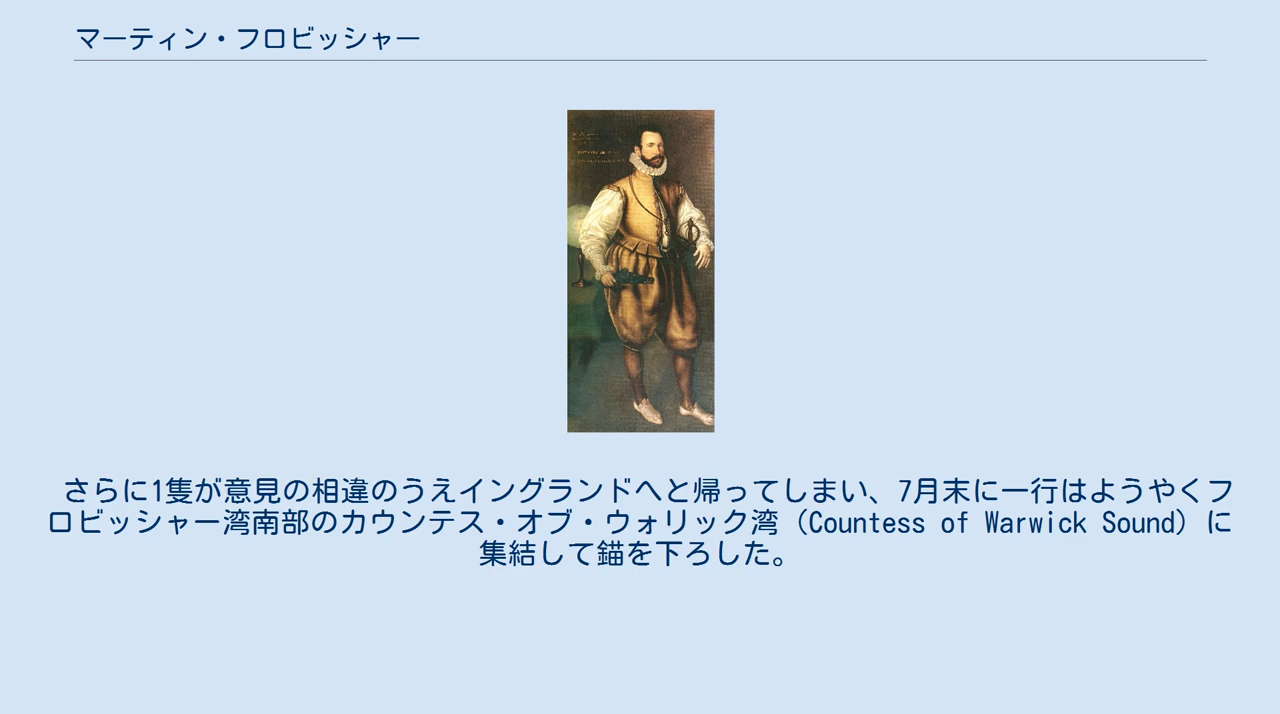 マーティン・フロビッシャー
さらに1隻が意見の相違のうえイングランドへと帰ってしまい、7月末に一行はようやくフ
ロビッシャー湾南部のカウンテス・オブ・ウォリック湾（Countess of Warwick Sound）に
集結して錨を下ろした。